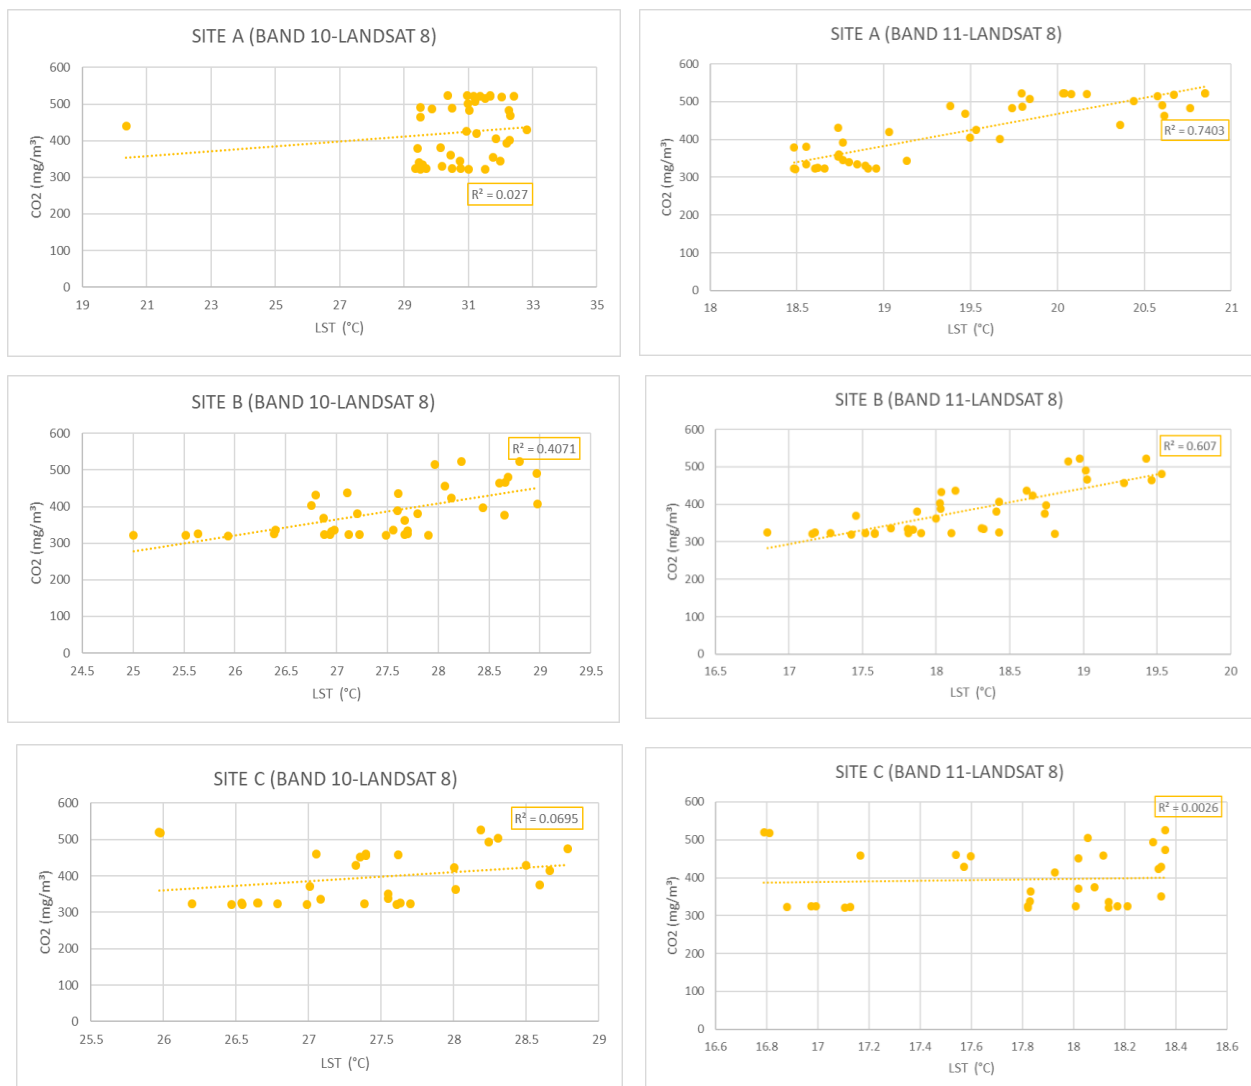 SITE A (BAND 10-LANDSAT 8)
600
500
400
300
200
100
0
CO2 (mg/m³)
R² = 0.027
19 21 23 25 27 29 31 33 35
LST (°C)
SITE A (BAND 11-LANDSAT 8)
600
500
400
300
200
100
0
CO2 (mg/m³)
R² = 0.7403
18 18.5 19 19.5 20 20.5 21
LST (°C)
SITE B (BAND 10-LANDSAT 8)
600
500
400
300
200
100
0
CO2 (mg/m³)
R² = 0.4071
24.5 25 25.5 26 26.5 27 27.5 28 28.5 29 29.5
LST (°C)
SITE B (BAND 11-LANDSAT 8)
600
500
400
300
200
100
0
CO2 (mg/m³)
R² = 0.607
16.5 17 17.5 18 18.5 19 19.5 20
LST (°C)
SITE C (BAND 10-LANDSAT 8)
600
500
400
300
200
100
0
CO2 (mg/m³)
R² = 0.0695
25.5 26 26.5 27 27.5 28 28.5 29
LST (°C)
SITE C (BAND 11-LANDSAT 8)
600
500
400
300
200
100
0
CO2 (mg/m³)
R² = 0.0026
16.6 16.8 17 17.2 17.4 17.6 17.8 18 18.2 18.4 18.6
LST (°C)